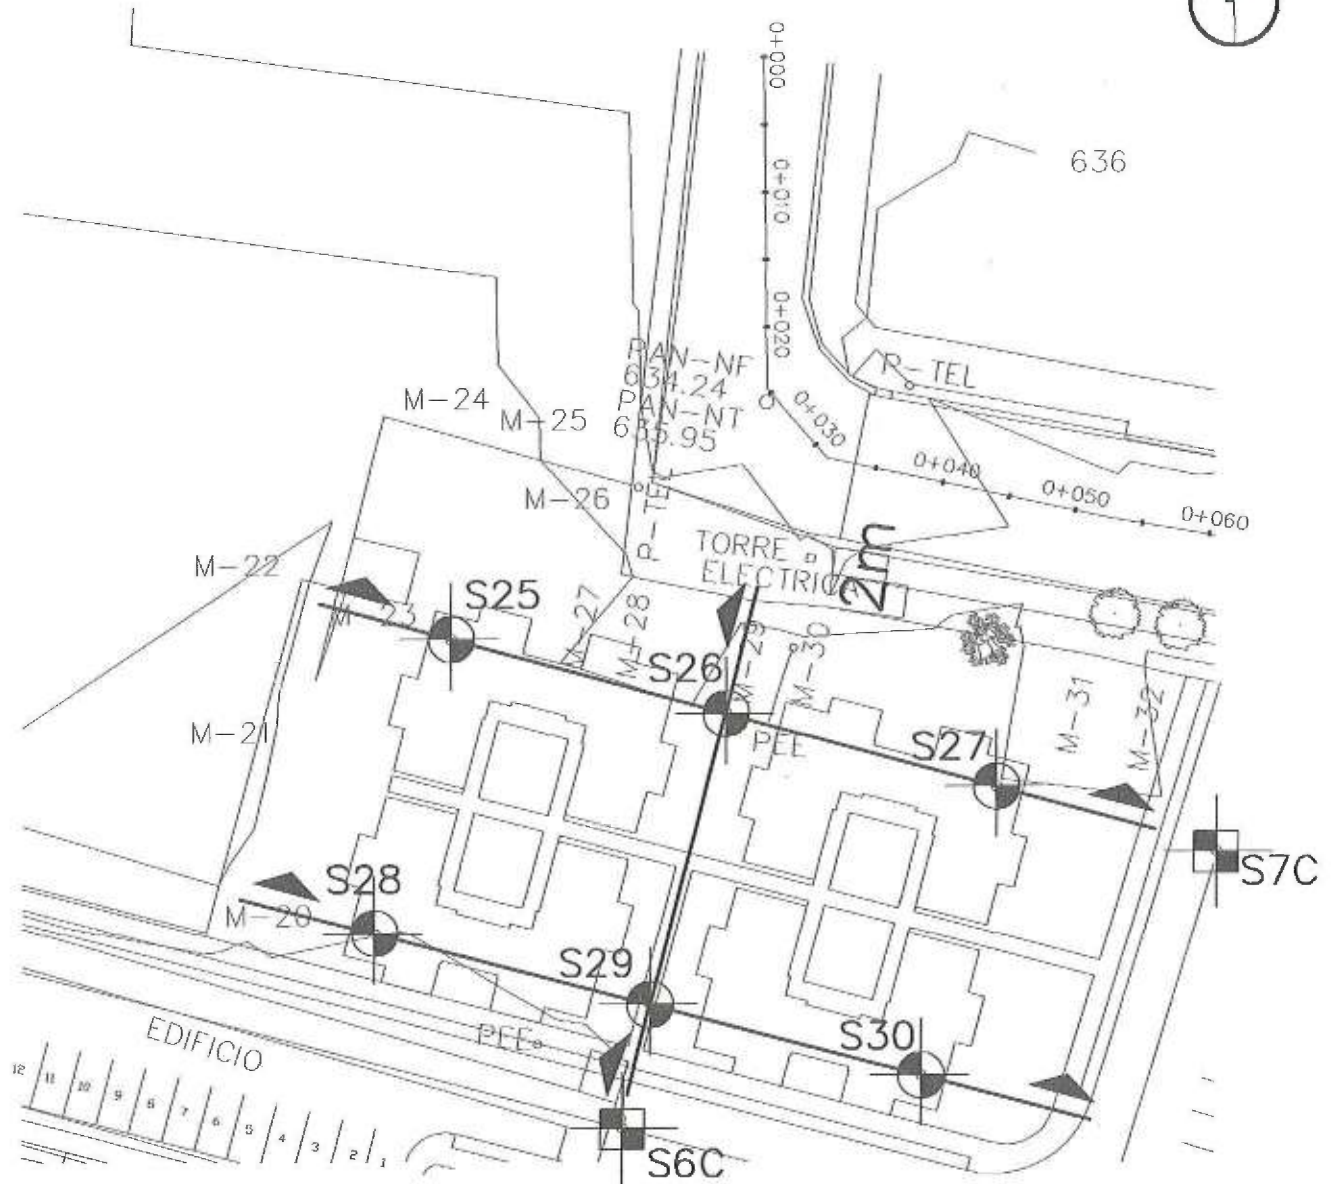 0+000
636
0+010
0+020
PAN-NF
634.24
PAN-NT
635.95
P-TEL
M-24
M-25
0+030
0+040
0+050
0+060
M-26
P-TEL
TORRE
ELECTRICA
2m
M-22
S25
M-23
M-27
M-28
S26
M-29
M-30
PEE
S27
M-31
M-32
M-21
S7C
S28
M-20
S29
S30
PEE
EDIFICIO
12 11 10 9 8 7 6 5 4 3 2 1
S6C